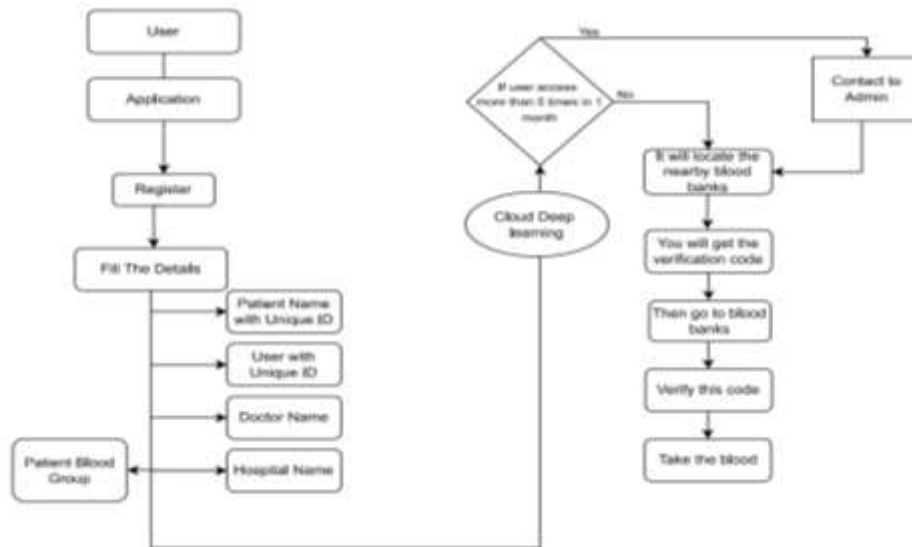 User
Application
Register
Fill The Details
Patient Name
with Unique ID
User with
Unique ID
Doctor Name
Patient Blood
Group
Hosptial Name
Cloud Deep
learning
If user access
more than 5 times in 1
month
Yes
No
Contact to
Admin
It will locate the
nearby blood
banks
You will get the
verification code
Then go to blood
banks
Verify this code
Take the blood